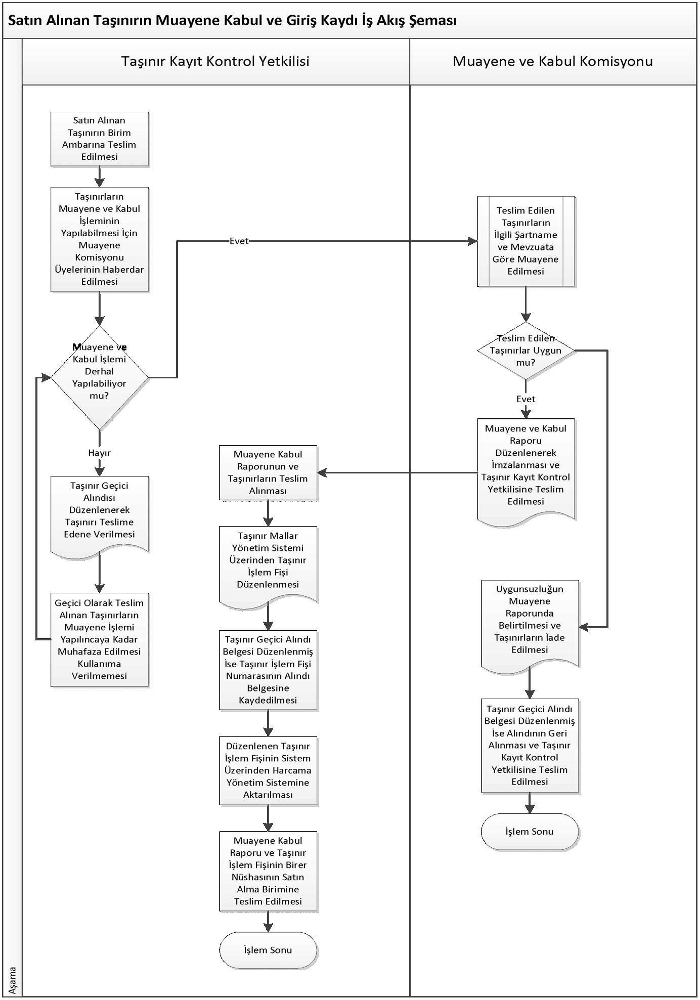 Satın Alınan Taşınırın Muayene Kabul ve Giriş Kaydı İş Akış Şeması
Taşınır Kayıt Kontrol Yetkilisi
Muayene ve Kabul Komisyonu
Satın Alınan
Taşınırın Birim
Ambarına Teslim
Edilmesi
Taşınırların
Muayene ve Kabul
İşleminin
Yapılabilmesi İçin
Muayene
Komisyonu
Üyelerinin Haberdar
Edilmesi
Muayene ve
Kabul İşlemi
Derhal
Yapılabiliyor
mu?
Evet
Hayır
Taşınır Geçici
Alındısı
Düzenlenerek
Taşınırı Teslime
Edene Verilmesi
Geçici Olarak Teslim
Alınan Taşınırların
Muayene İşlemi
Yapılıncaya Kadar
Muhafaza Edilmesi
Kullanıma
Verilmemesi
Teslim Edilen
Taşınırların
İlgili Şartname
ve Mevzuata
Göre Muayene
Edilmesi
Teslim Edilen
Taşınırlar Uygun
mu?
Evet
Muayene ve Kabul
Raporu
Düzenlenerek
İmzalanması ve
Taşınır Kayıt Kontrol
Yetkilisine Teslim
Edilmesi
Muayene Kabul
Raporunun ve
Taşınırların Teslim
Alınması
Taşınır Mallar
Yönetim Sistemi
Üzerinden Taşınır
İşlem Fişi
Düzenlenmesi
Taşınır Geçici Alındı
Belgesi Düzenlenmiş
İse Taşınır İşlem Fişi
Numarasının Alındı
Belgesine
Kaydedilmesi
Düzenlenen Taşınır
İşlem Fişinin Sistem
Üzerinden Harcama
Yönetim Sistemine
Aktarılması
Muayene Kabul
Raporu ve Taşınır
İşlem Fişinin Birer
Nüshasının Satın
Alma Birimine
Teslim Edilmesi
İşlem Sonu
Uygunsuzluğun
Muayene
Raporunda
Belirtilmesi ve
Taşınırların İade
Edilmesi
Taşınır Geçici Alındı
Belgesi Düzenlenmiş
İse Alındının Geri
Alınması ve Taşınır
Kayıt Kontrol
Yetkilisine Teslim
Edilmesi
İşlem Sonu
Aşama